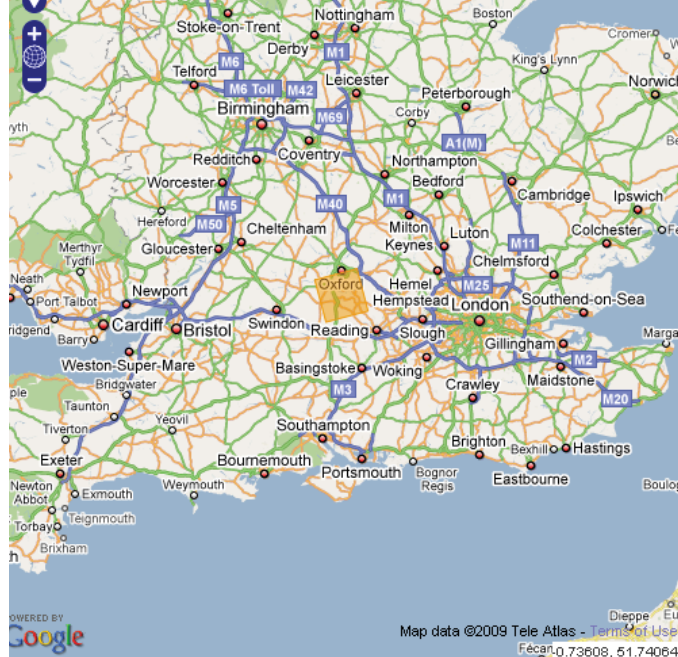 Stoke-on-Trent
Nottingham
Boston
Cromer
Derby
M1
King's Lynn
M6
Telford
M6 Toll
M42
Leicester
Norwich
Birmingham
Peterborough
Corby
M69
A1(M)
Redditch
Coventry
Northampton
Worcester
Bedford
Cambridge
Ipswich
M5
M40
M1
Hereford
M50
Milton
Keynes
Luton
Colchester
Cheltenham
M11
Gloucester
Merthyr
Tydfil
Chelmsford
Neath
Oxford
Hemel
Hempstead
M25
Newport
Port Talbot
London
Southend-on-Sea
Cardiff
Bristol
Swindon
Reading
Slough
Barry
Gillingham
Weston-Super-Mare
M2
Basingstoke
Woking
Maidstone
Bridgwater
M3
Crawley
M20
Taunton
Tiverton
Yeovil
Southampton
Brighton
Bexhill
Hastings
Exeter
Bournemouth
Portsmouth
Bognor
Regis
Eastbourne
Newton
Abbot
Exmouth
Weymouth
Teignmouth
Torbay
Brixham
OWERED BY
Google
Map data ©2009 Tele Atlas - Terms of Use
Dieppe
Eu
-0.73608, 51.74064